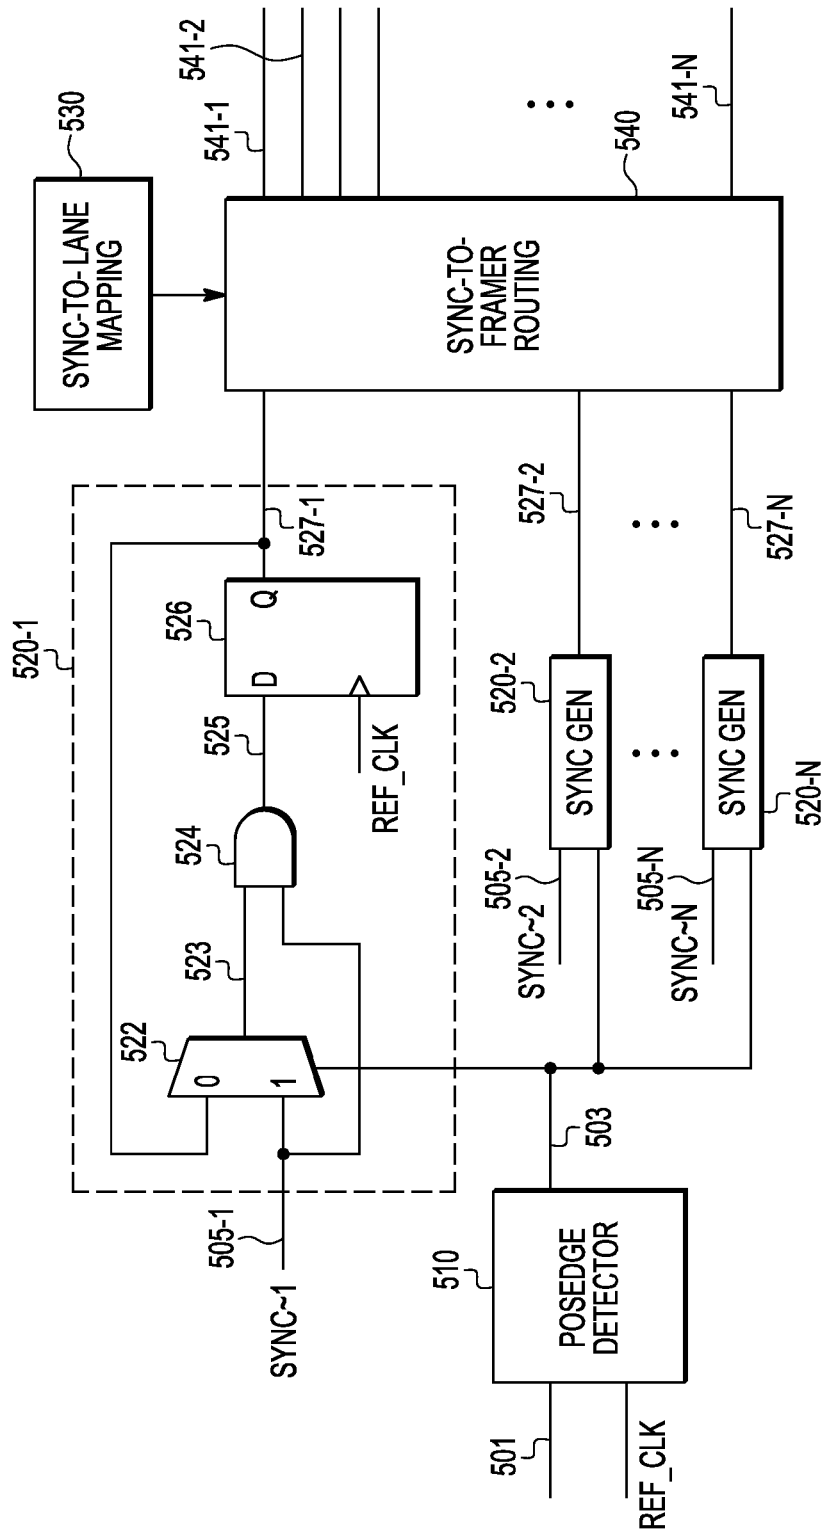 530
SYNC-TO-LANE
MAPPING
541-1
541-2
541-N
540
SYNC-TO-
FRAMER
ROUTING
520-1
527-1
527-2
527-N
526
D
Q
REF_CLK
525
524
523
522
0
1
505-1
SYNC~1
520-2
SYNC GEN
505-2
SYNC~2
520-N
SYNC GEN
505-N
SYNC~N
503
510
POSEDGE
DETECTOR
501
REF_CLK